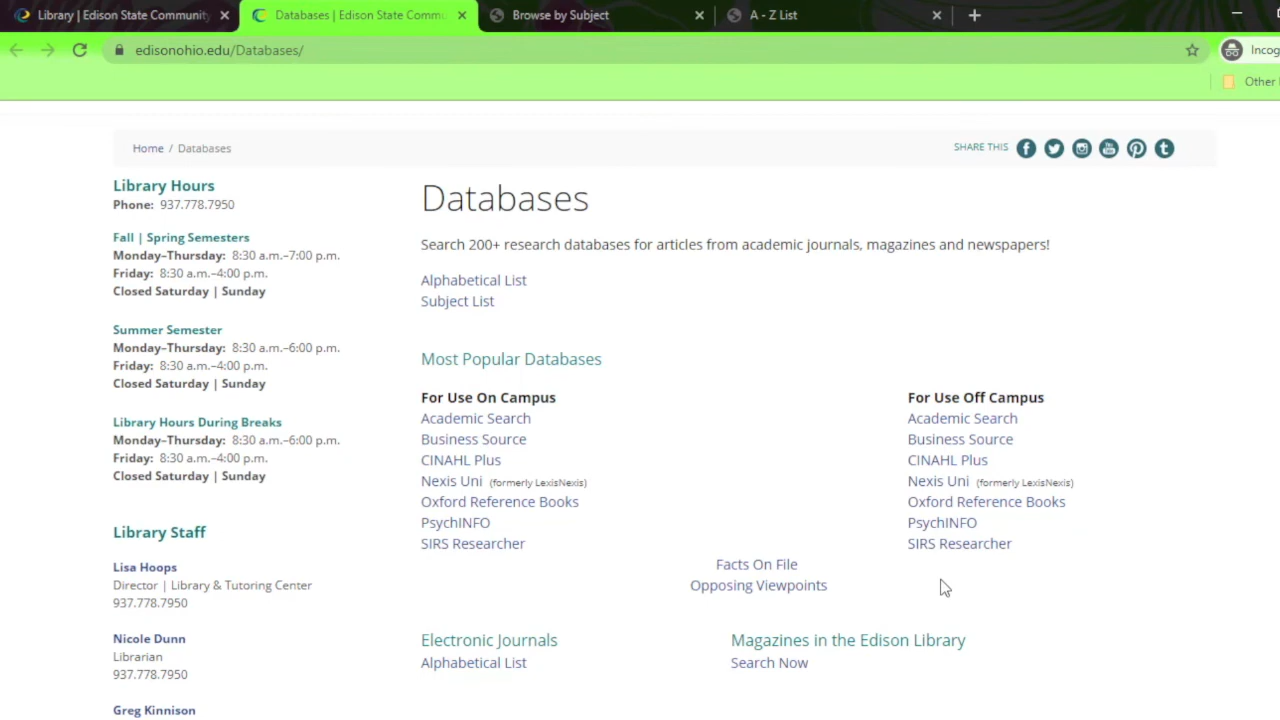 Library | Edison State Community
Databases | Edison State Commu
Browse by Subject
A - Z List
edisonohio.edu/Databases/
Incog
Other
Home / Databases
SHARE THIS
Library Hours
Phone: 937.778.7950
Fall | Spring Semesters
Monday–Thursday: 8:30 a.m.–7:00 p.m.
Friday: 8:30 a.m.–4:00 p.m.
Closed Saturday | Sunday
Summer Semester
Monday–Thursday: 8:30 a.m.–6:00 p.m.
Friday: 8:30 a.m.–4:00 p.m.
Closed Saturday | Sunday
Library Hours During Breaks
Monday–Thursday: 8:30 a.m.–6:00 p.m.
Friday: 8:30 a.m.–4:00 p.m.
Closed Saturday | Sunday
Library Staff
Lisa Hoops
Director | Library & Tutoring Center
937.778.7950
Nicole Dunn
Librarian
937.778.7950
Greg Kinnison
Databases
Search 200+ research databases for articles from academic journals, magazines and newspapers!
Alphabetical List
Subject List
Most Popular Databases
For Use On Campus
Academic Search
Business Source
CINAHL Plus
Nexis Uni (formerly LexisNexis)
Oxford Reference Books
PsychINFO
SIRS Researcher
For Use Off Campus
Academic Search
Business Source
CINAHL Plus
Nexis Uni (formerly LexisNexis)
Oxford Reference Books
PsychINFO
SIRS Researcher
Facts On File
Opposing Viewpoints
Electronic Journals
Alphabetical List
Magazines in the Edison Library
Search Now